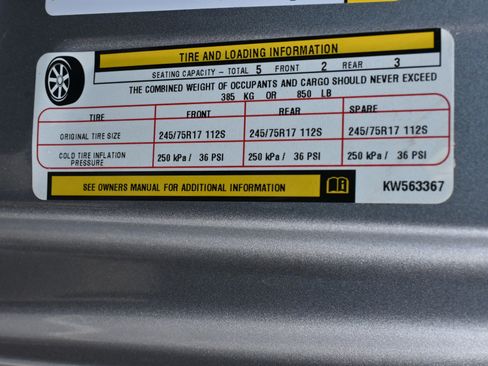 TIRE AND LOADING INFORMATION
SEATING CAPACITY - TOTAL 5 FRONT 2 REAR 3
THE COMBINED WEIGHT OF OCCUPANTS AND CARGO SHOULD NEVER EXCEED
385 KG OR 850 LB
TIRE FRONT REAR SPARE
ORIGINAL TIRE SIZE 245/75R17 112S 245/75R17 112S 245/75R17 112S
COLD TIRE INFLATION PRESSURE 250 kPa / 36 PSI 250 kPa / 36 PSI 250 kPa / 36 PSI
SEE OWNERS MANUAL FOR ADDITIONAL INFORMATION KW563367